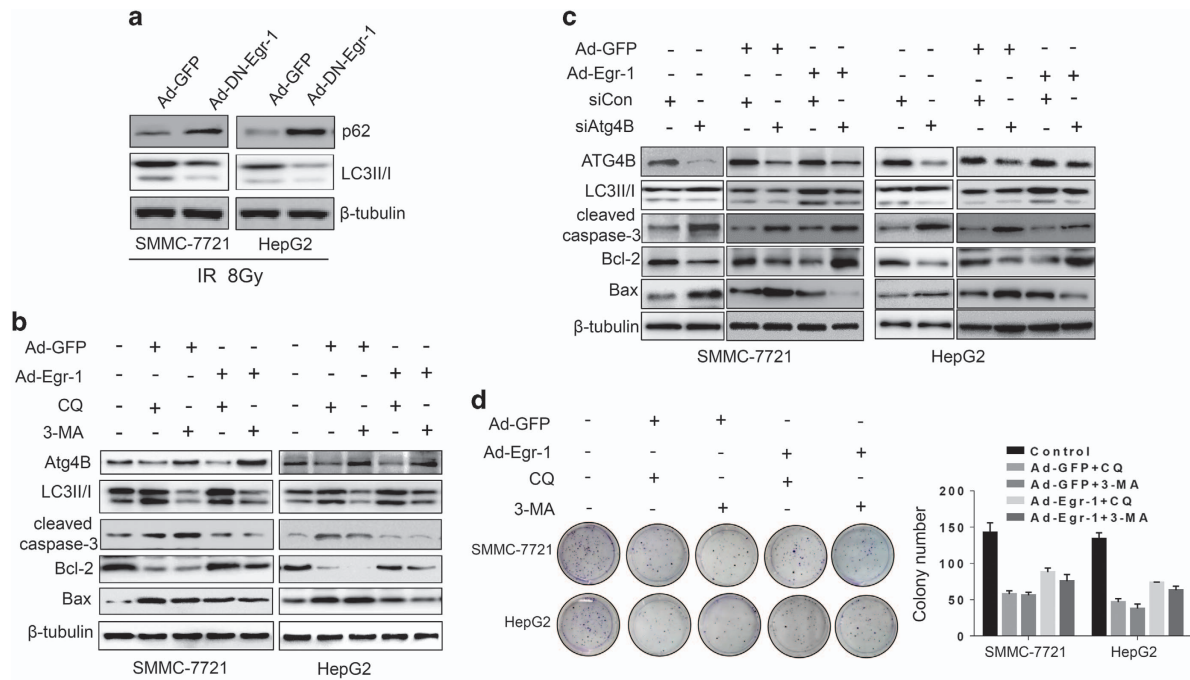 a
Ad-GFP
Ad-DN-Egr-1
Ad-GFP
Ad-DN-Egr-1
p62
LC3II/I
β-tubulin
SMMC-7721 HepG2
IR 8Gy
b
Ad-GFP - + + - - - + + - -
Ad-Egr-1 - - - + + - - - + +
CQ - + - + - - + - + -
3-MA - - + - + - - + - +
Atg4B
LC3II/I
cleaved
caspase-3
Bcl-2
Bax
β-tubulin
SMMC-7721 HepG2
c
Ad-GFP - - + + - - - - + + - -
Ad-Egr-1 - - - - + + - - - - + +
siCon + - + - + - + - + - + -
siAtg4B - + - + - + - + - + - +
ATG4B
LC3II/I
cleaved
caspase-3
Bcl-2
Bax
β-tubulin
SMMC-7721 HepG2
d
Ad-GFP - + + - -
Ad-Egr-1 - - - + +
CQ - + - + -
3-MA - - + - +
SMMC-7721
HepG2
Control
Ad-GFP+CQ
Ad-GFP+3-MA
Ad-Egr-1+CQ
Ad-Egr-1+3-MA
Colony number
200
150
100
50
0
SMMC-7721 HepG2